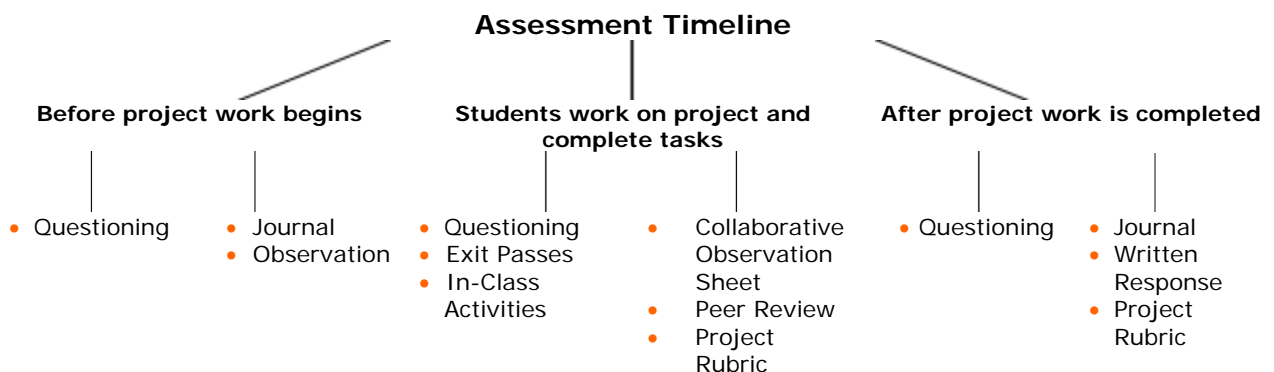 Assessment Timeline
Before project work begins
Students work on project and
complete tasks
After project work is completed
• Questioning
• Journal
• Observation
• Questioning
• Exit Passes
• In-Class
Activities
• Collaborative
Observation
Sheet
• Peer Review
• Project
Rubric
• Questioning
• Journal
• Written
Response
• Project
Rubric